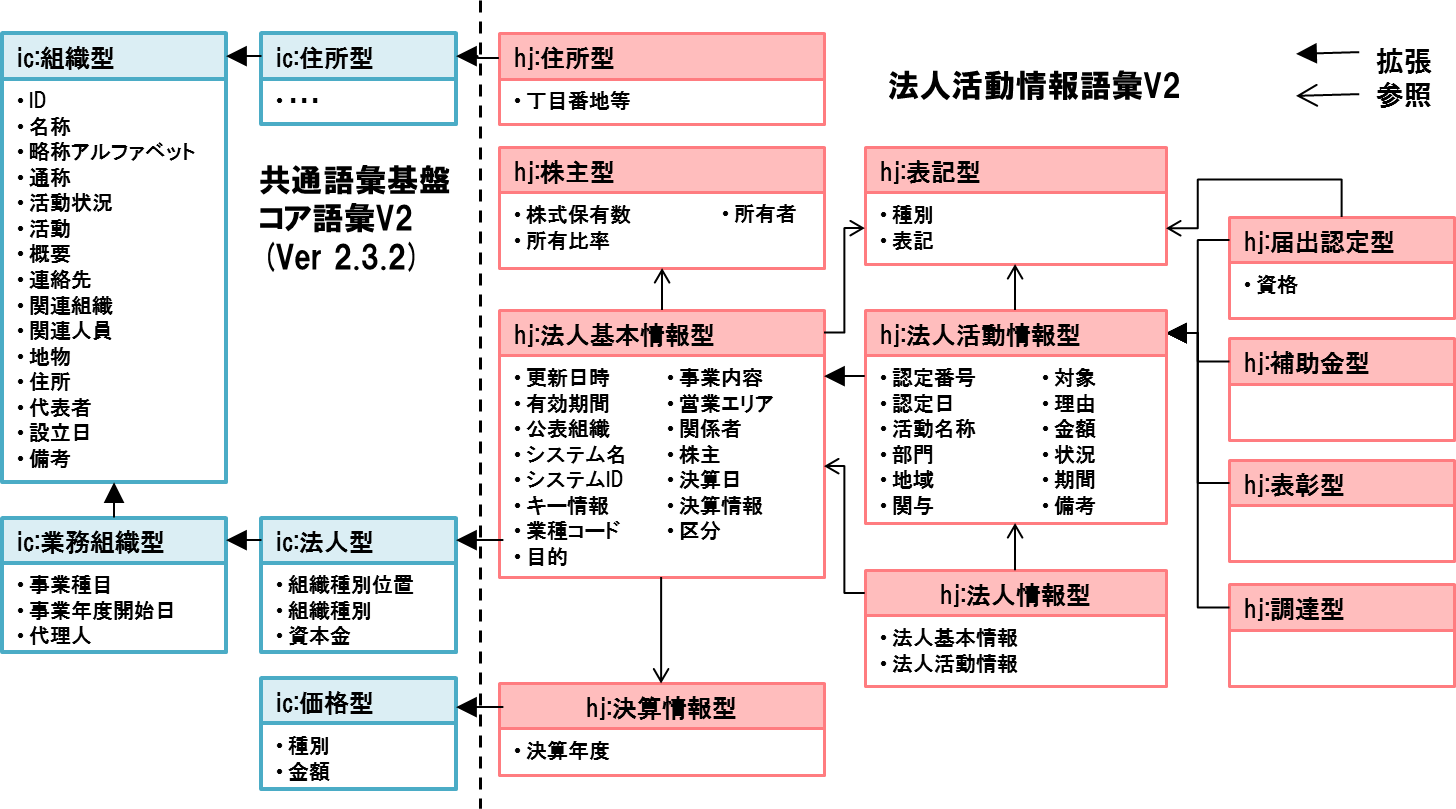 ic:組織型
・ID
・名称
・略称アルファベット
・通称
・活動状況
・活動
・概要
・連絡先
・関連組織
・関連人員
・地物
・住所
・代表者
・設立日
・備考
ic:業務組織型
・事業種目
・事業年度開始日
・代理人
ic:住所型
・・・・
共通語彙基盤
コア語彙V2
(Ver 2.3.2)
ic:法人型
・組織種別位置
・組織種別
・資本金
ic:価格型
・種別
・金額
hj:住所型
・丁目番地等
法人活動情報語彙V2
拡張
参照
hj:株主型
・株式保有数 ・所有者
・所有比率
hj:表記型
・種別
・表記
hj:法人基本情報型
・更新日時 ・事業内容
・有効期間 ・営業エリア
・公表組織 ・関係者
・システム名 ・株主
・システムID ・決算日
・キー情報 ・決算情報
・業種コード ・区分
・目的
hj:法人活動情報型
・認定番号 ・対象
・認定日 ・理由
・活動名称 ・金額
・部門 ・状況
・地域 ・期間
・関与 ・備考
hj:法人情報型
・法人基本情報
・法人活動情報
hj:決算情報型
・決算年度
hj:届出認定型
・資格
hj:補助金型
hj:表彰型
hj:調達型